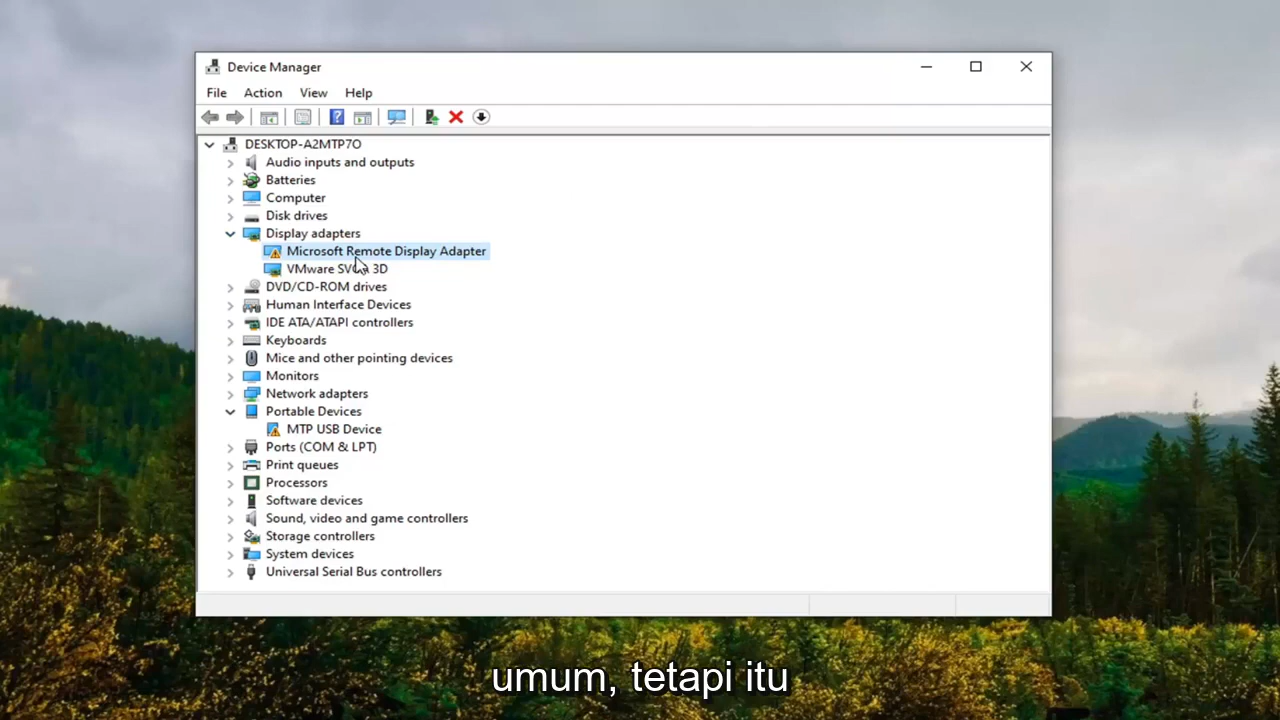 Device Manager
File Action View Help
DESKTOP-A2MTP7O
Audio inputs and outputs
Batteries
Computer
Disk drives
Display adapters
Microsoft Remote Display Adapter
VMware SVGA 3D
DVD/CD-ROM drives
Human Interface Devices
IDE ATA/ATAPI controllers
Keyboards
Mice and other pointing devices
Monitors
Network adapters
Portable Devices
MTP USB Device
Ports (COM & LPT)
Print queues
Processors
Software devices
Sound, video and game controllers
Storage controllers
System devices
Universal Serial Bus controllers
umum, tetapi itu